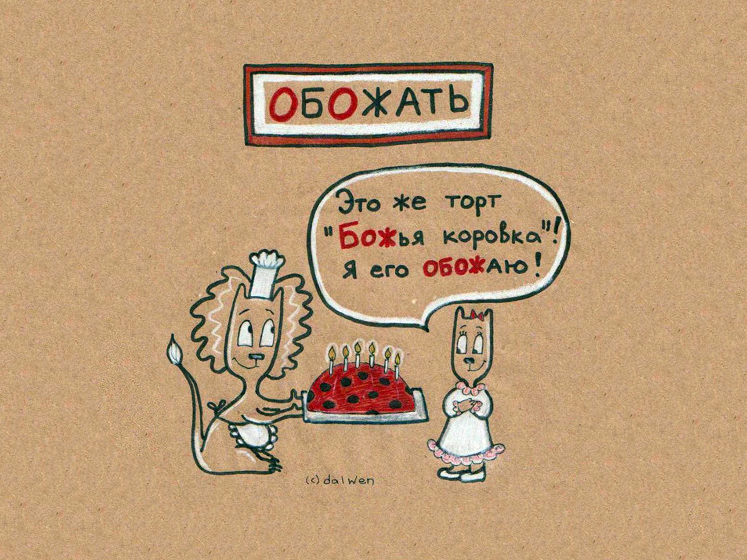 ОБОЖАТЬ
Это же торт
"Божья коровка"!
Я его обожаю!
(c) dalwen